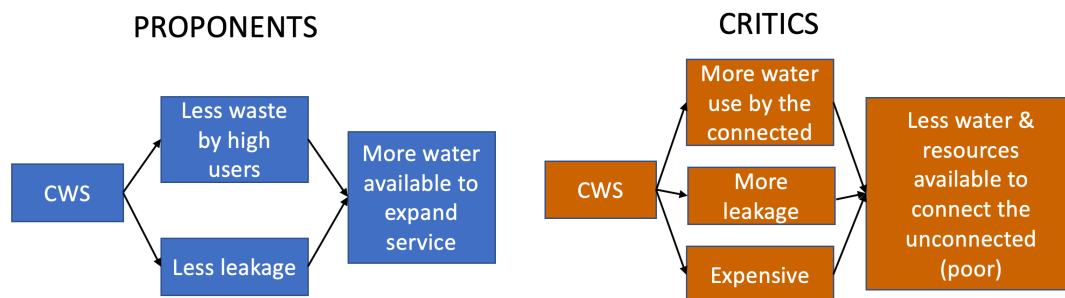 PROPONENTS
CWS
Less waste
by high
users
Less leakage
More water
available to
expand
service
CRITICS
CWS
More water
use by the
connected
More
leakage
Expensive
Less water &
resources
available to
connect the
unconnected
(poor)